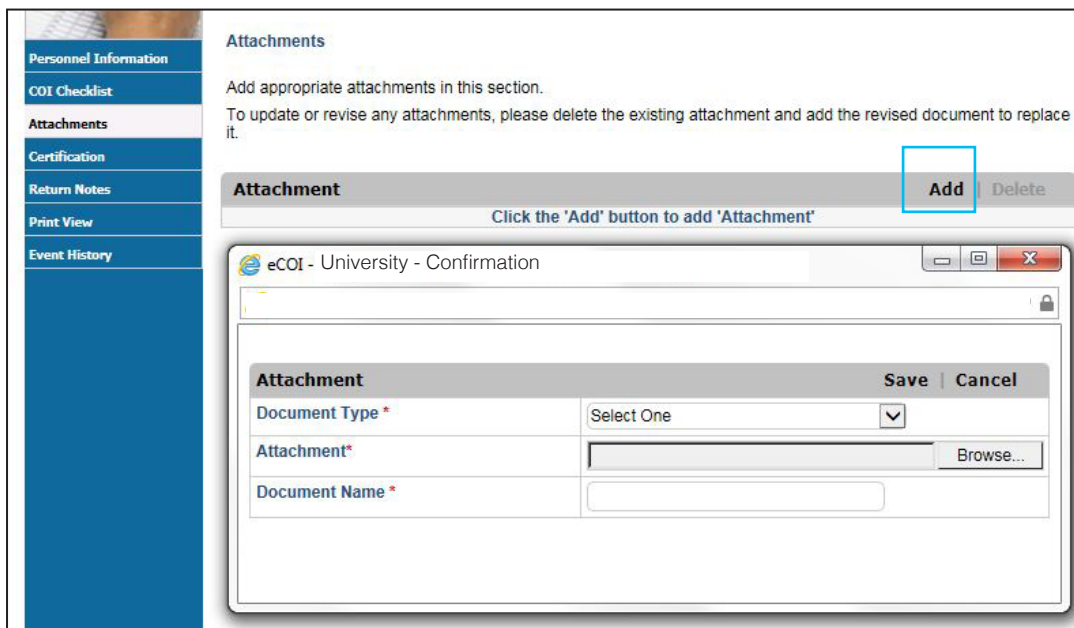 Personnel Information
COI Checklist
Attachments
Certification
Return Notes
Print View
Event History
Attachments
Add appropriate attachments in this section.
To update or revise any attachments, please delete the existing attachment and add the revised document to replace
it.
Attachment Add | Delete
Click the 'Add' button to add 'Attachment'
eCOI - University - Confirmation
Attachment Save | Cancel
Document Type * Select One
Attachment* Browse...
Document Name *